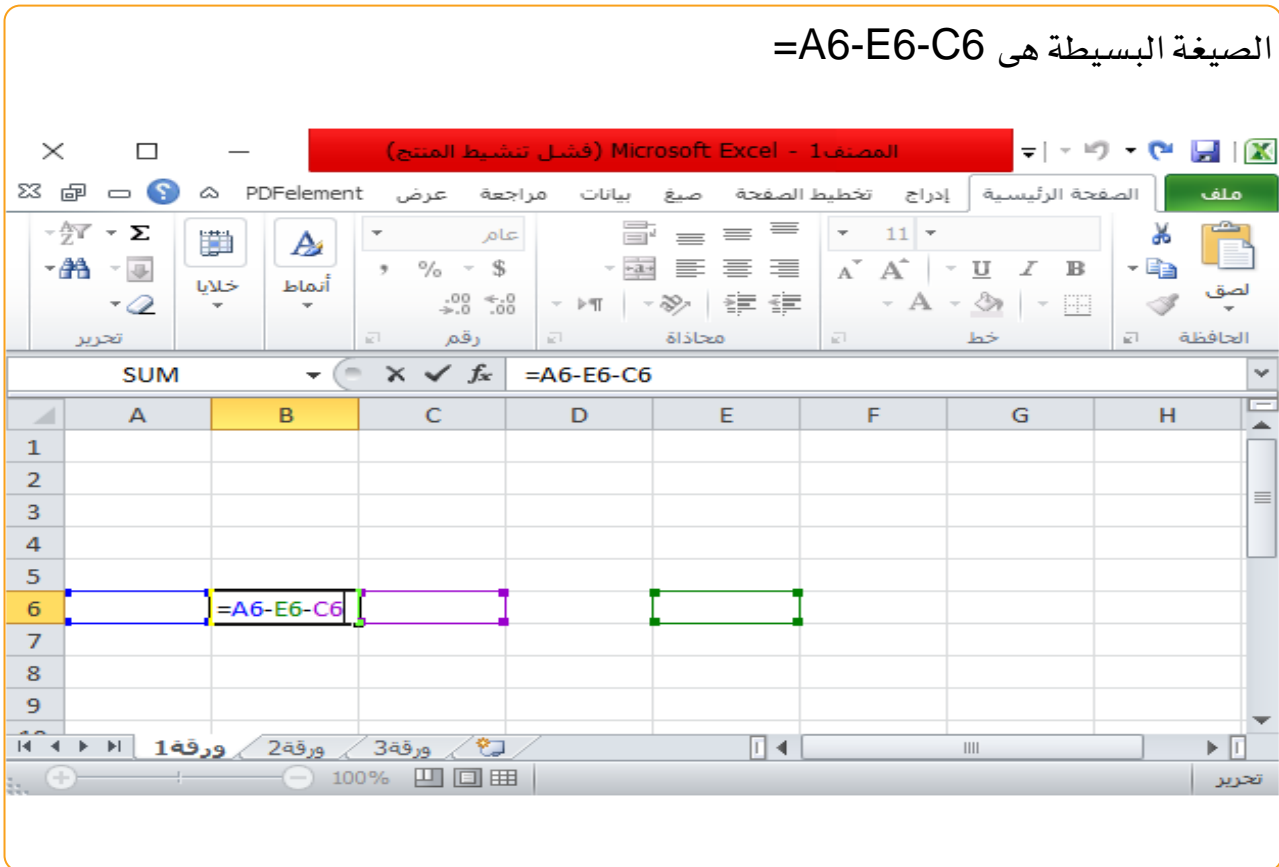 الصيغة البسيطة هى A6-E6-C6=
المصنف1 - Microsoft Excel (فشل تنشيط المنتج)
ملف الصفحة الرئيسية إدراج تخطيط الصفحة صيغ بيانات مراجعة عرض PDFelement
لصق
11
عام
أنماط
خلايا
الحافظة خط محاذاة رقم تحرير
SUM fx =A6-E6-C6
A B C D E F G H
1
2
3
4
5
6 =A6-E6-C6
7
8
9
10
ورقة1 ورقة2 ورقة3
تحرير 100%